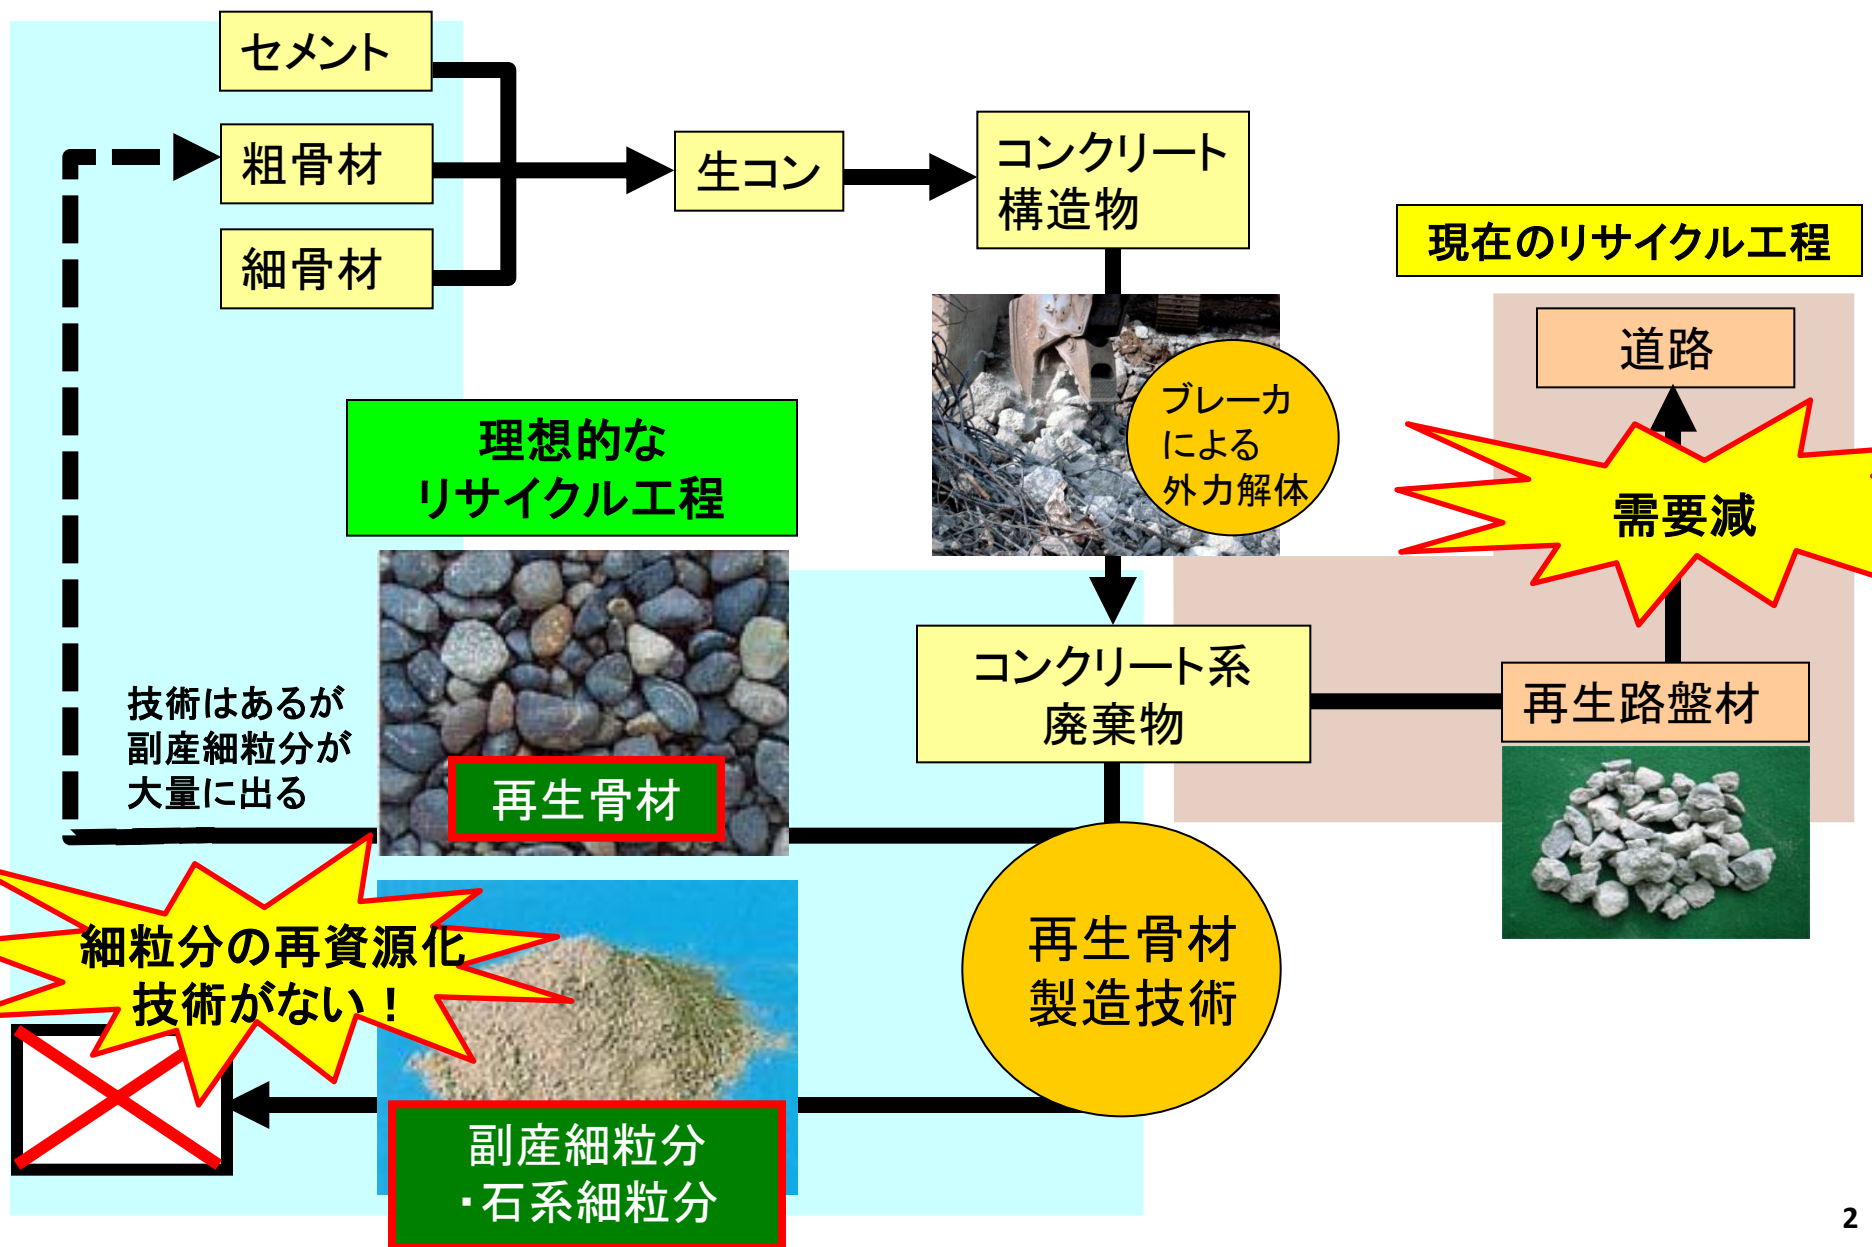 セメント
粗骨材
細骨材
生コン
コンクリート
構造物
現在のリサイクル工程
道路
ブレーカ
による
外力解体
理想的な
リサイクル工程
需要減
コンクリート系
廃棄物
再生路盤材
技術はあるが
副産細粒分が
大量に出る
再生骨材
細粒分の再資源化
技術がない！
再生骨材
製造技術
副産細粒分
・石系細粒分
2